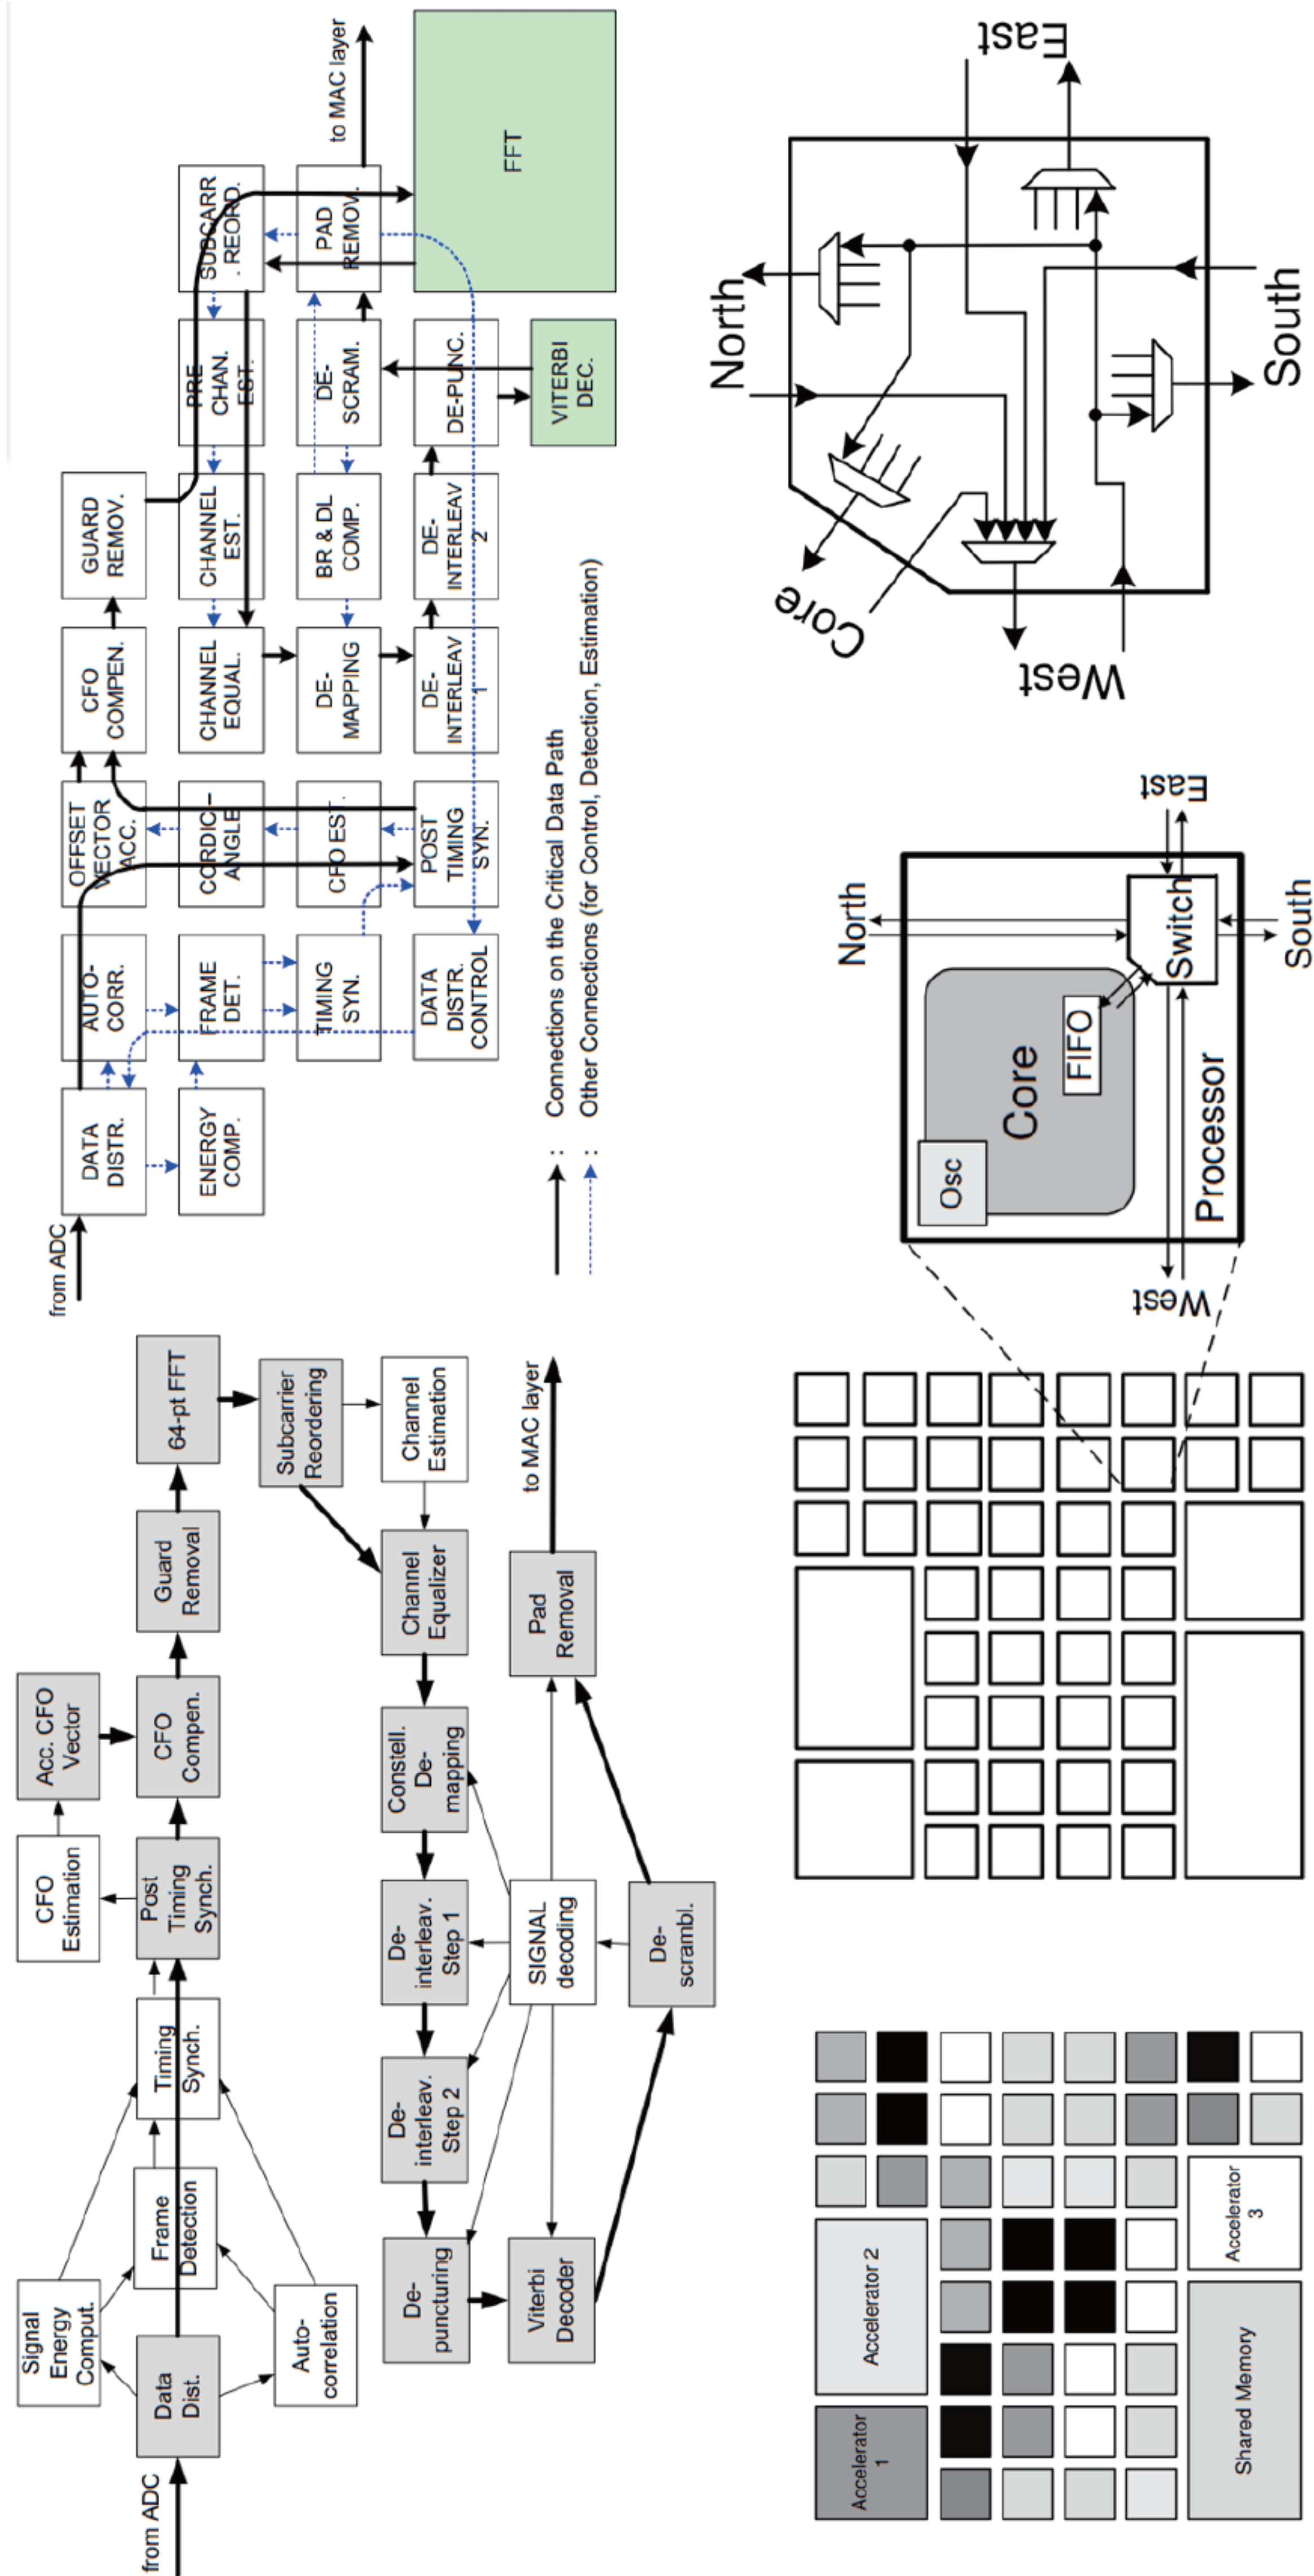 from ADC
Data
Dist.
Signal
Energy
Comput.
Auto-
correlation
Frame
Detection
Timing
Synch.
Post
Timing
Synch.
CFO
Estimation
Acc. CFO
Vector
CFO
Compen.
Guard
Removal
64-pt FFT
Subcarrier
Reordering
Channel
Estimation
Channel
Equalizer
Constell.
De-
mapping
De-
interleav.
Step 1
De-
interleav.
Step 2
De-
puncturing
Viterbi
Decoder
SIGNAL
decoding
De-
scrambl.
Pad
Removal
to MAC layer
from ADC
DATA
DISTR.
AUTO-
CORR.
OFFSET
VECTOR
ACC.
CFO
COMPEN.
GUARD
REMOV.
ENERGY
COMP.
FRAME
DET.
CORDIC –
ANGLE
CHANNEL
EQUAL.
CHANNEL
EST.
PRE
CHAN.
EST.
SUBCARR
. REORD.
TIMING
SYN.
CFO EST.
DE-
MAPPING
BR & DL
COMP.
DE-
SCRAM.
PAD
REMOV.
to MAC layer
DATA
DISTR.
CONTROL
POST
TIMING
SYN.
DE-
INTERLEAV
1
DE-
INTERLEAV
2
DE-PUNC.
VITERBI
DEC.
FFT
: Connections on the Critical Data Path
: Other Connections (for Control, Detection, Estimation)
Accelerator
1
Accelerator 2
Shared Memory
Accelerator
3
North
East
West
South
Osc
Core
FIFO
Switch
Processor
North
East
Core
Core
West
South